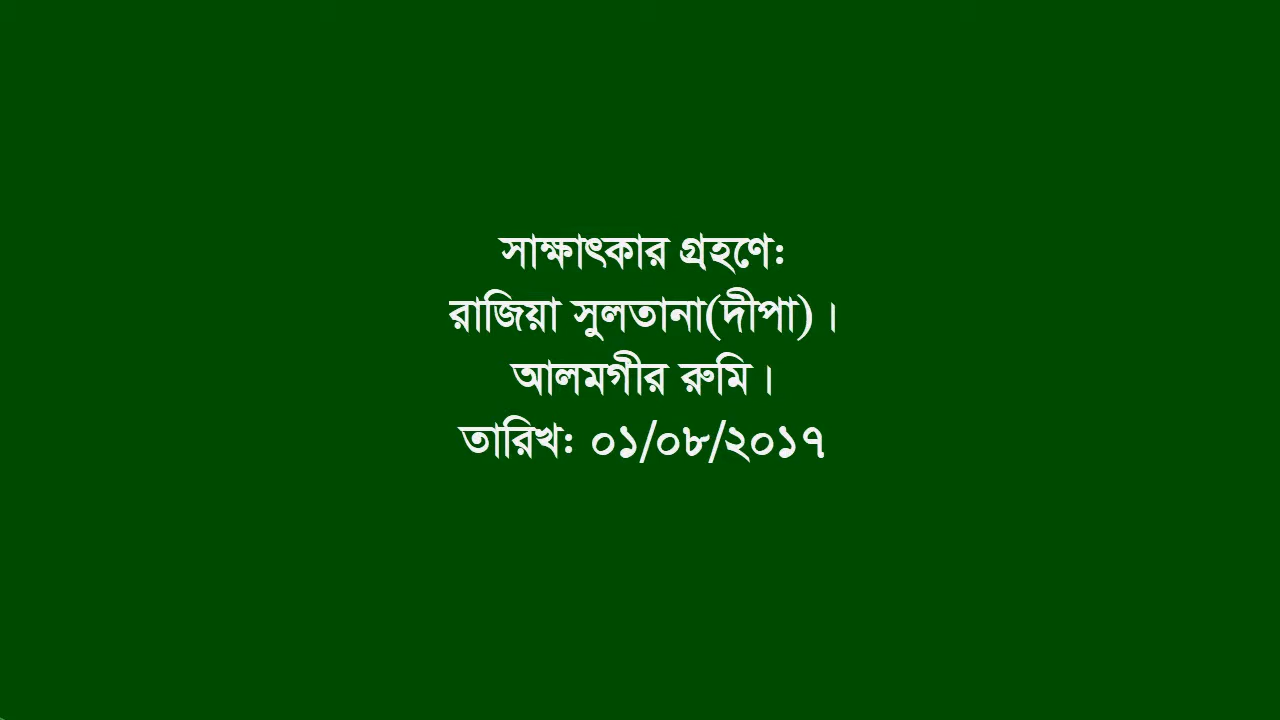 সাক্ষাৎকার গ্রহণে:
রাজিয়া সুলতানা(দীপা)।
আলমগীর রুমি।
তারিখ: ০১/০৮/২০১৭